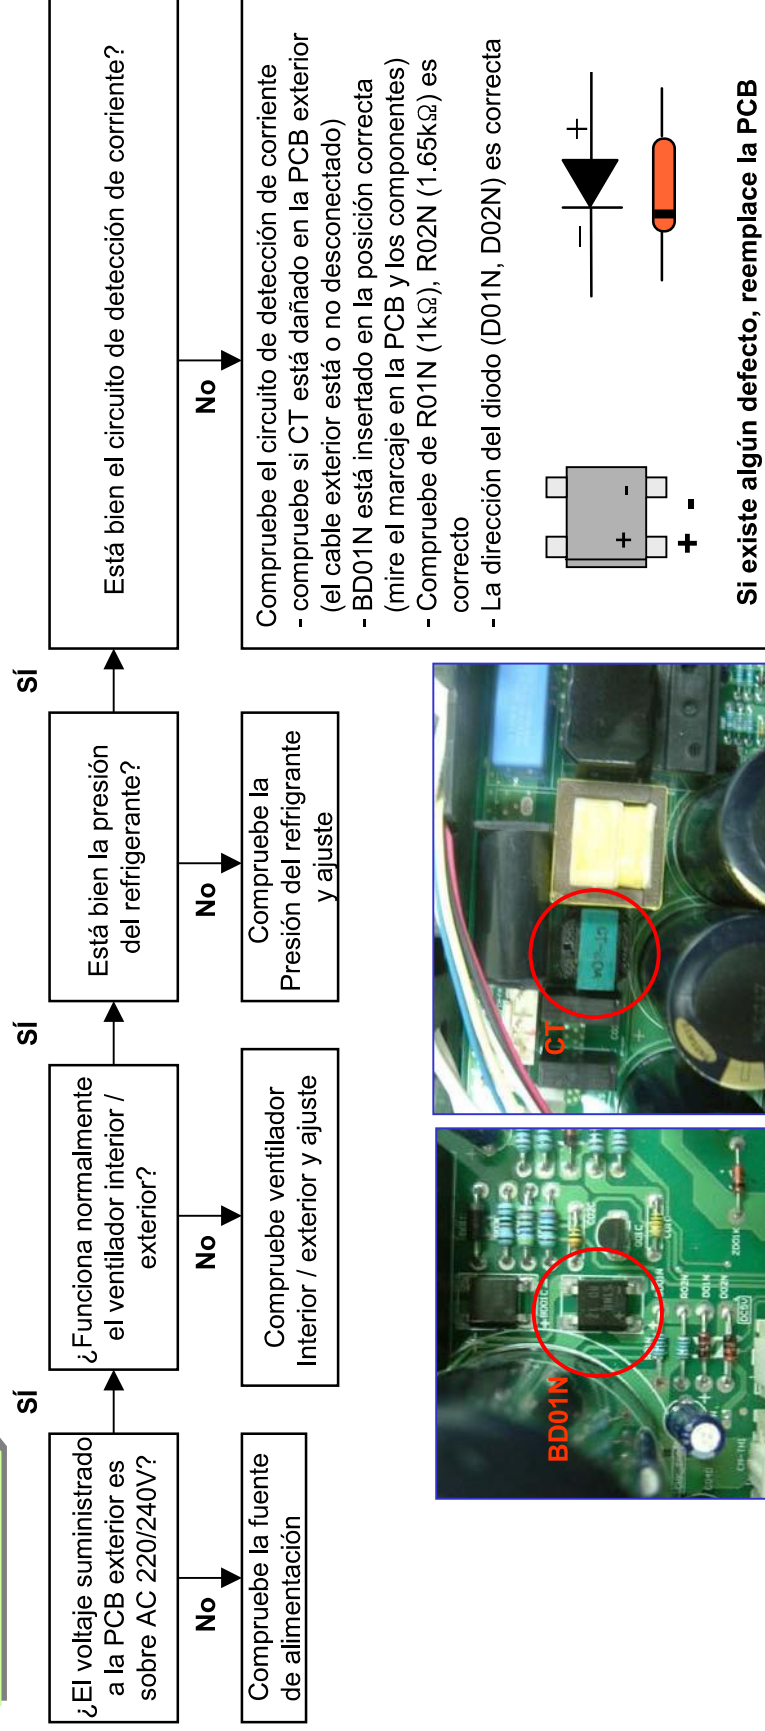 ¿El voltaje suministrado
a la PCB exterior es
sobre AC 220/240V?
SÍ
¿Funciona normalmente
el ventilador interior /
exterior?
SÍ
Está bien la presión
del refrigerante?
SÍ
Está bien el circuito de detección de corriente?
No
Compruebe la fuente
de alimentación
No
Compruebe ventilador
Interior / exterior y ajuste
No
Compruebe la
Presión del refrigrante
y ajuste
No
Compruebe el circuito de detección de corriente
- compruebe si CT está dañado en la PCB exterior
(el cable exterior está o no desconectado)
- BD01N está insertado en la posición correcta
(mire el marcaje en la PCB y los componentes)
- Compruebe de R01N (1kΩ), R02N (1.65kΩ) es
correcto
- La dirección del diodo (D01N, D02N) es correcta
+ -
+ -
- +
Si existe algún defecto, reemplace la PCB
BD01N
CT
R02N
D01N
D02N
DC5V